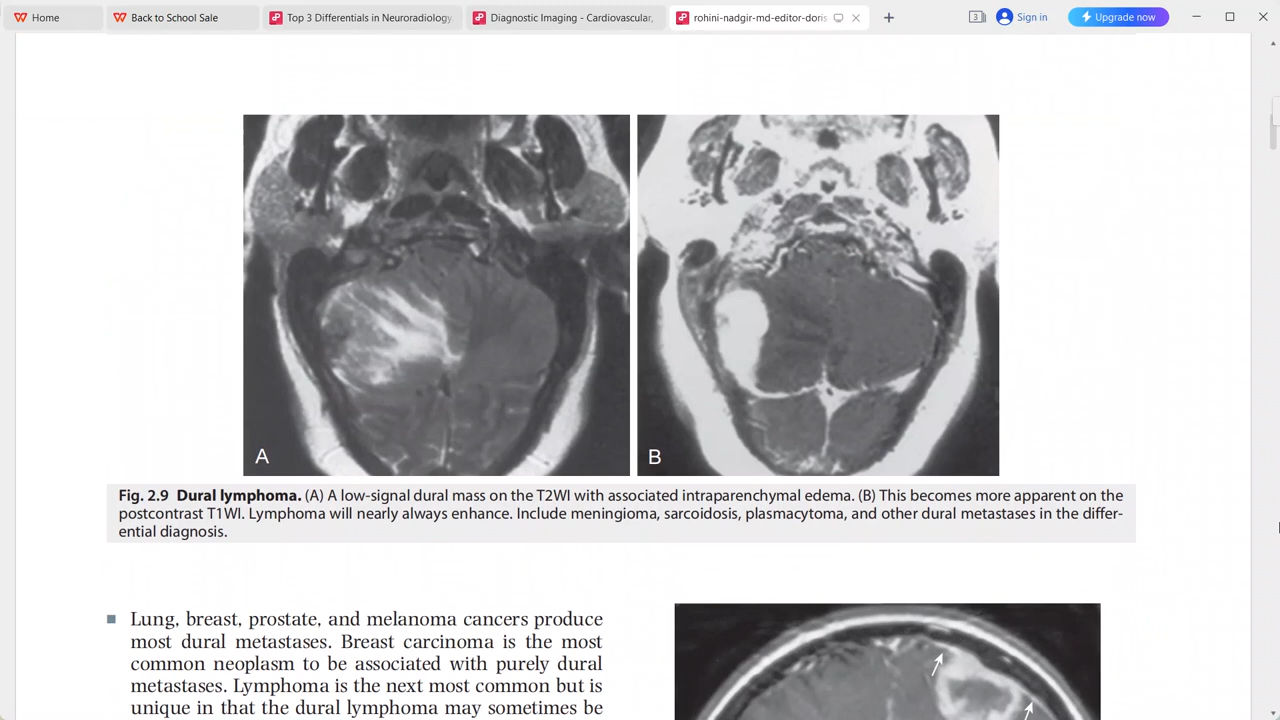 Home
Back to School Sale
Top 3 Differentials in Neuroradiology
Diagnostic Imaging - Cardiovascular,
rohini-nadgir-md-editor-doris
3
Sign in
Upgrade now
A
B
Fig. 2.9 Dural lymphoma. (A) A low-signal dural mass on the T2WI with associated intraparenchymal edema. (B) This becomes more apparent on the
postcontrast T1WI. Lymphoma will nearly always enhance. Include meningioma, sarcoidosis, plasmacytoma, and other dural metastases in the differ-
ential diagnosis.
Lung, breast, prostate, and melanoma cancers produce
most dural metastases. Breast carcinoma is the most
common neoplasm to be associated with purely dural
metastases. Lymphoma is the next most common but is
unique in that the dural lymphoma may sometimes be